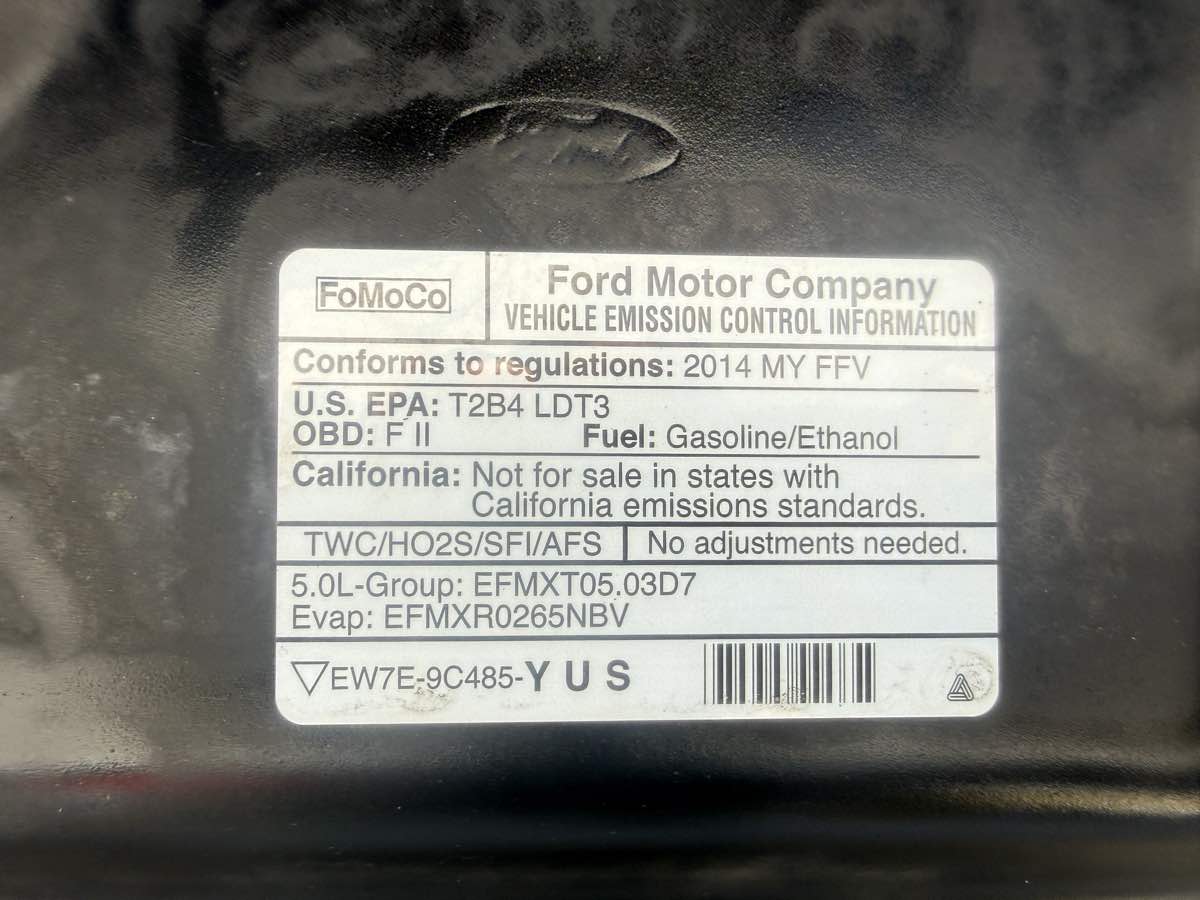 FoMoCo
Ford Motor Company
VEHICLE EMISSION CONTROL INFORMATION
Conforms to regulations: 2014 MY FFV
U.S. EPA: T2B4 LDT3
OBD: F II Fuel: Gasoline/Ethanol
California: Not for sale in states with
California emissions standards.
TWC/HO2S/SFI/AFS No adjustments needed.
5.0L-Group: EFMXT05.03D7
Evap: EFMXR0265NBV
EW7E-9C485-Y U S